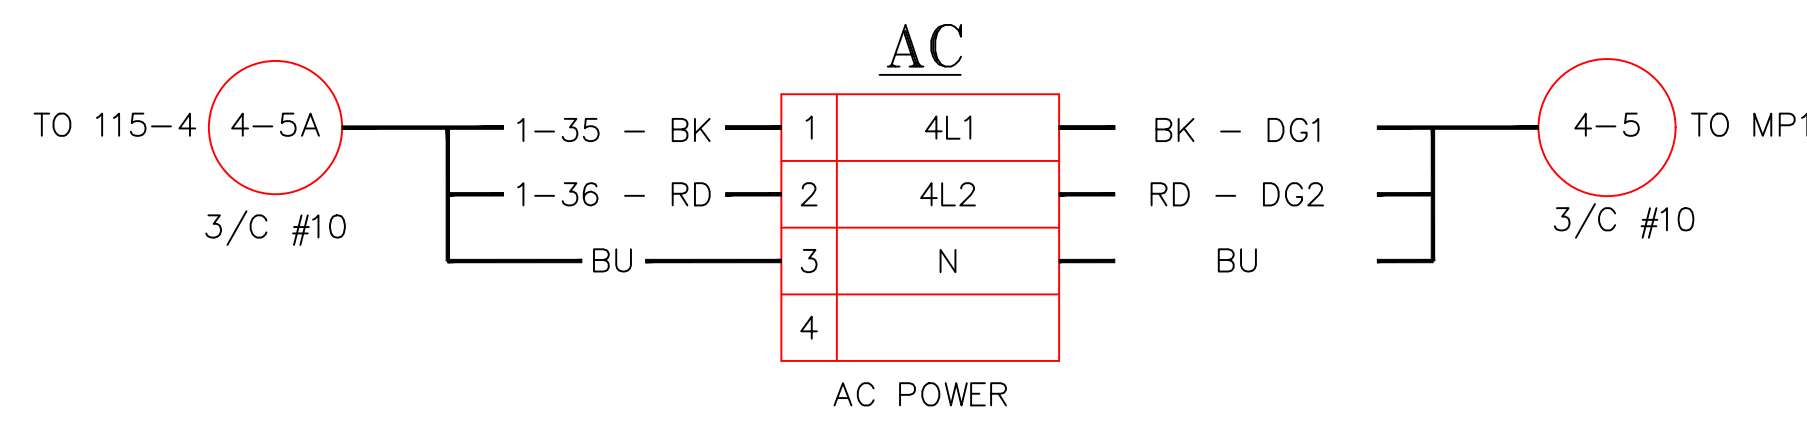 AC
TO 115-4 4-5A 1-35 - BK 1 4L1 BK - DG1 4-5 TO MP1
1-36 - RD 2 4L2 RD - DG2
3/C #10 3/C #10
BU 3 N BU
4
AC POWER